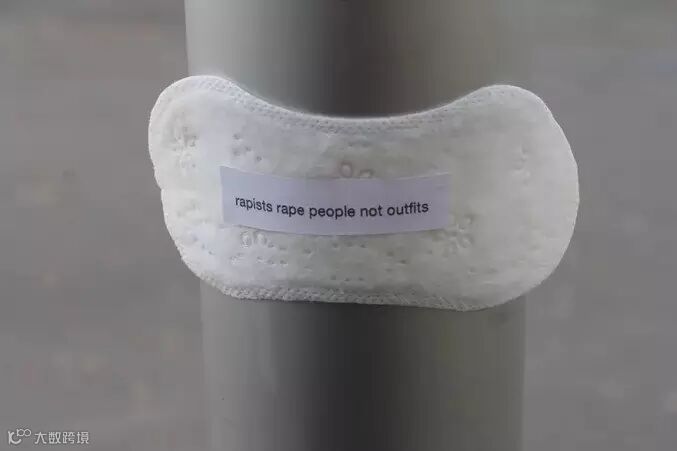 rapists rape people not outfits
大数跨境